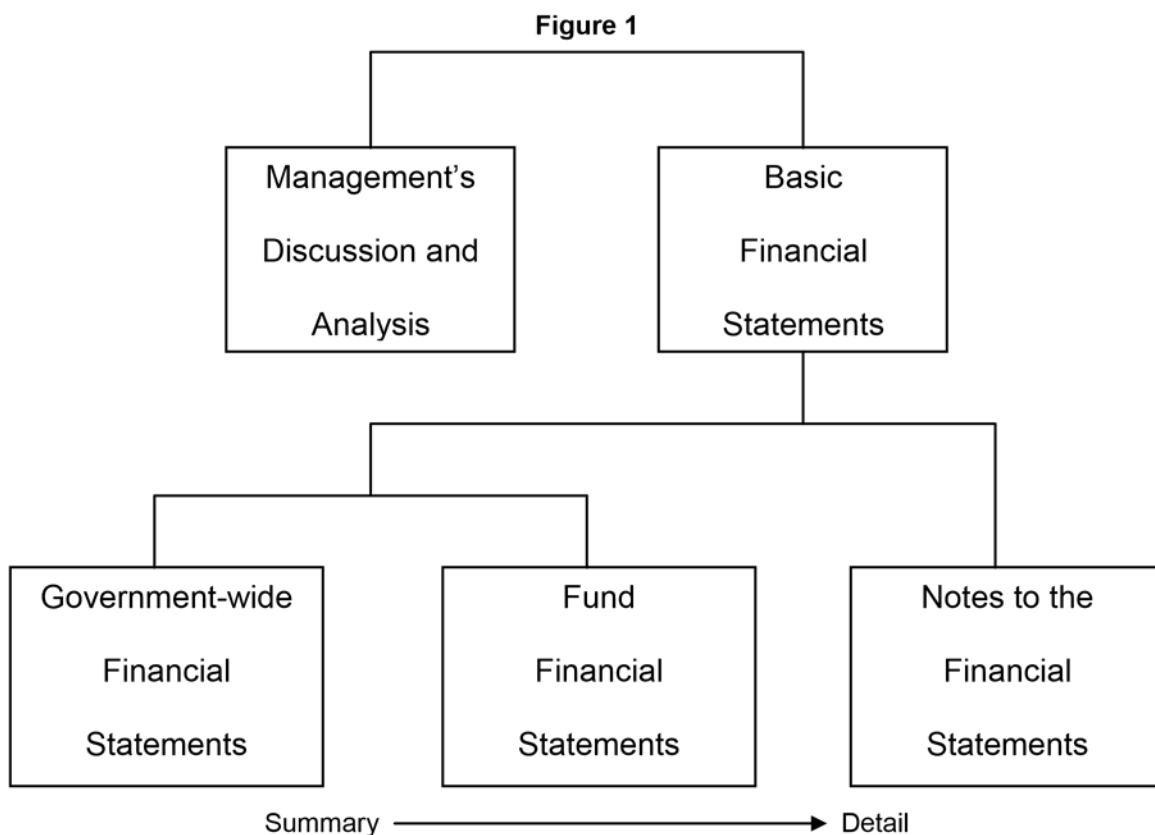 Figure 1
Management’s
Discussion and
Analysis
Basic
Financial
Statements
Government-wide
Financial
Statements
Fund
Financial
Statements
Notes to the
Financial
Statements
Summary
Detail